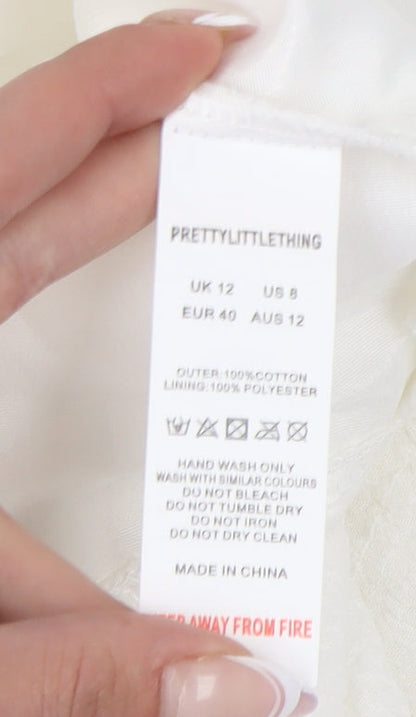 PRETTYLITTLETHING
UK 12 US 8
EUR 40 AUS 12
OUTER:100%COTTON
LINING:100% POLYESTER
HAND WASH ONLY
WASH WITH SIMILAR COLOURS
DO NOT BLEACH
DO NOT TUMBLE DRY
DO NOT IRON
DO NOT DRY CLEAN
MADE IN CHINA
AWAY FROM FIRE